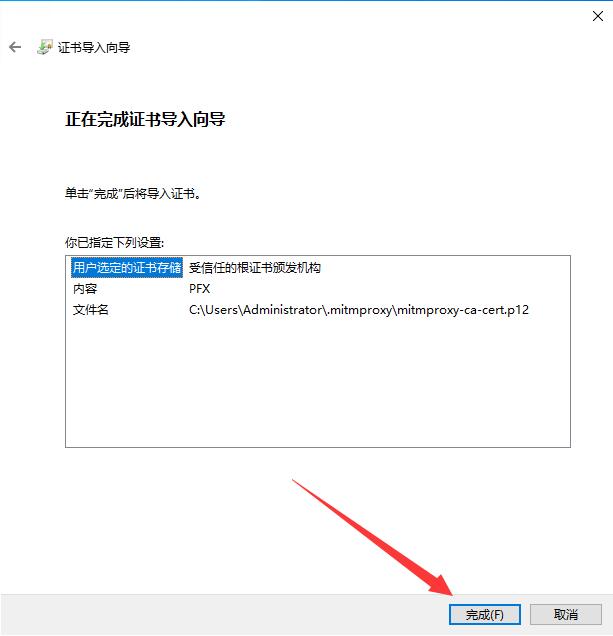 证书导入向导
正在完成证书导入向导
单击“完成”后将导入证书。
你已指定下列设置:
用户选定的证书存储 受信任的根证书颁发机构
内容 PFX
文件名 C:\Users\Administrator\.mitmproxy\mitmproxy-ca-cert.p12
完成(F) 取消